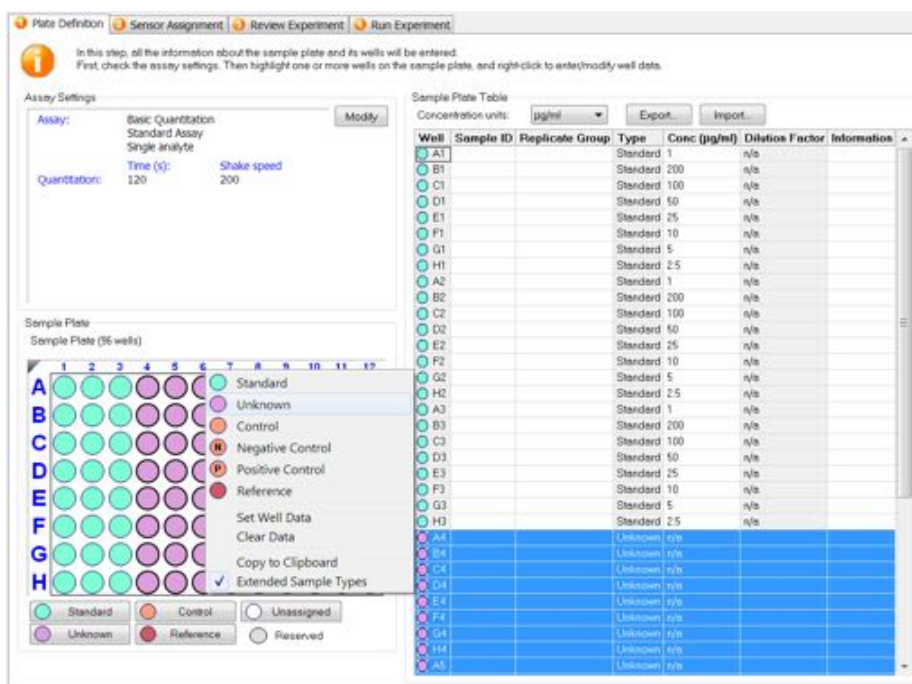 Plate Definition Sensor Assignment Review Experiment Run Experiment
In this step, all the information about the sample plate and its wells will be entered.
First, check the assay settings. Then highlight one or more wells on the sample plate, and right-click to enter/modify well data.
Assay Settings
Modify
Assay: Basic Quantitation
Standard Assay
Single analyte
Time (s): Shake speed
Quantitation: 120 200
Sample Plate
Sample Plate (96 wells)
1 2 3 4 5 6 7 8 9 10 11 12
A
B
C
D
E
F
G
H
Standard
Unknown
Control
N Negative Control
P Positive Control
Reference
Set Well Data
Clear Data
Copy to Clipboard
Extended Sample Types
Standard Control Unassigned
Unknown Reference Reserved
Sample Plate Table
Concentration units: µg/ml Export... Import...
Well Sample ID Replicate Group Type Conc (µg/ml) Dilution Factor Information
A1 Standard 1 n/a
B1 Standard 200 n/a
C1 Standard 100 n/a
D1 Standard 50 n/a
E1 Standard 25 n/a
F1 Standard 10 n/a
G1 Standard 5 n/a
H1 Standard 2.5 n/a
A2 Standard 1 n/a
B2 Standard 200 n/a
C2 Standard 100 n/a
D2 Standard 50 n/a
E2 Standard 25 n/a
F2 Standard 10 n/a
G2 Standard 5 n/a
H2 Standard 2.5 n/a
A3 Standard 1 n/a
B3 Standard 200 n/a
C3 Standard 100 n/a
D3 Standard 50 n/a
E3 Standard 25 n/a
F3 Standard 10 n/a
G3 Standard 5 n/a
H3 Standard 2.5 n/a
A4 Unknown n/a
B4 Unknown n/a
C4 Unknown n/a
D4 Unknown n/a
E4 Unknown n/a
F4 Unknown n/a
G4 Unknown n/a
H4 Unknown n/a
A5 Unknown n/a